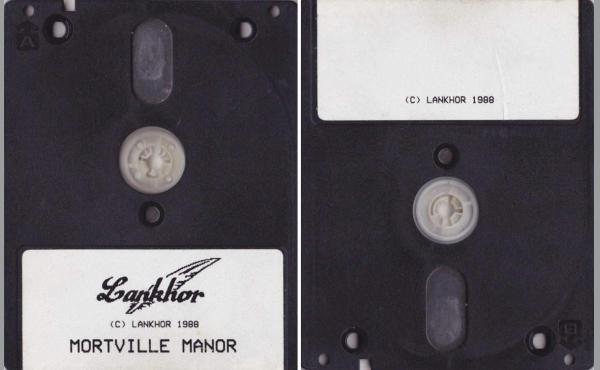 A
Lankhor
(C) LANKHOR 1988
MORTVILLE MANOR
(C) LANKHOR 1988
B